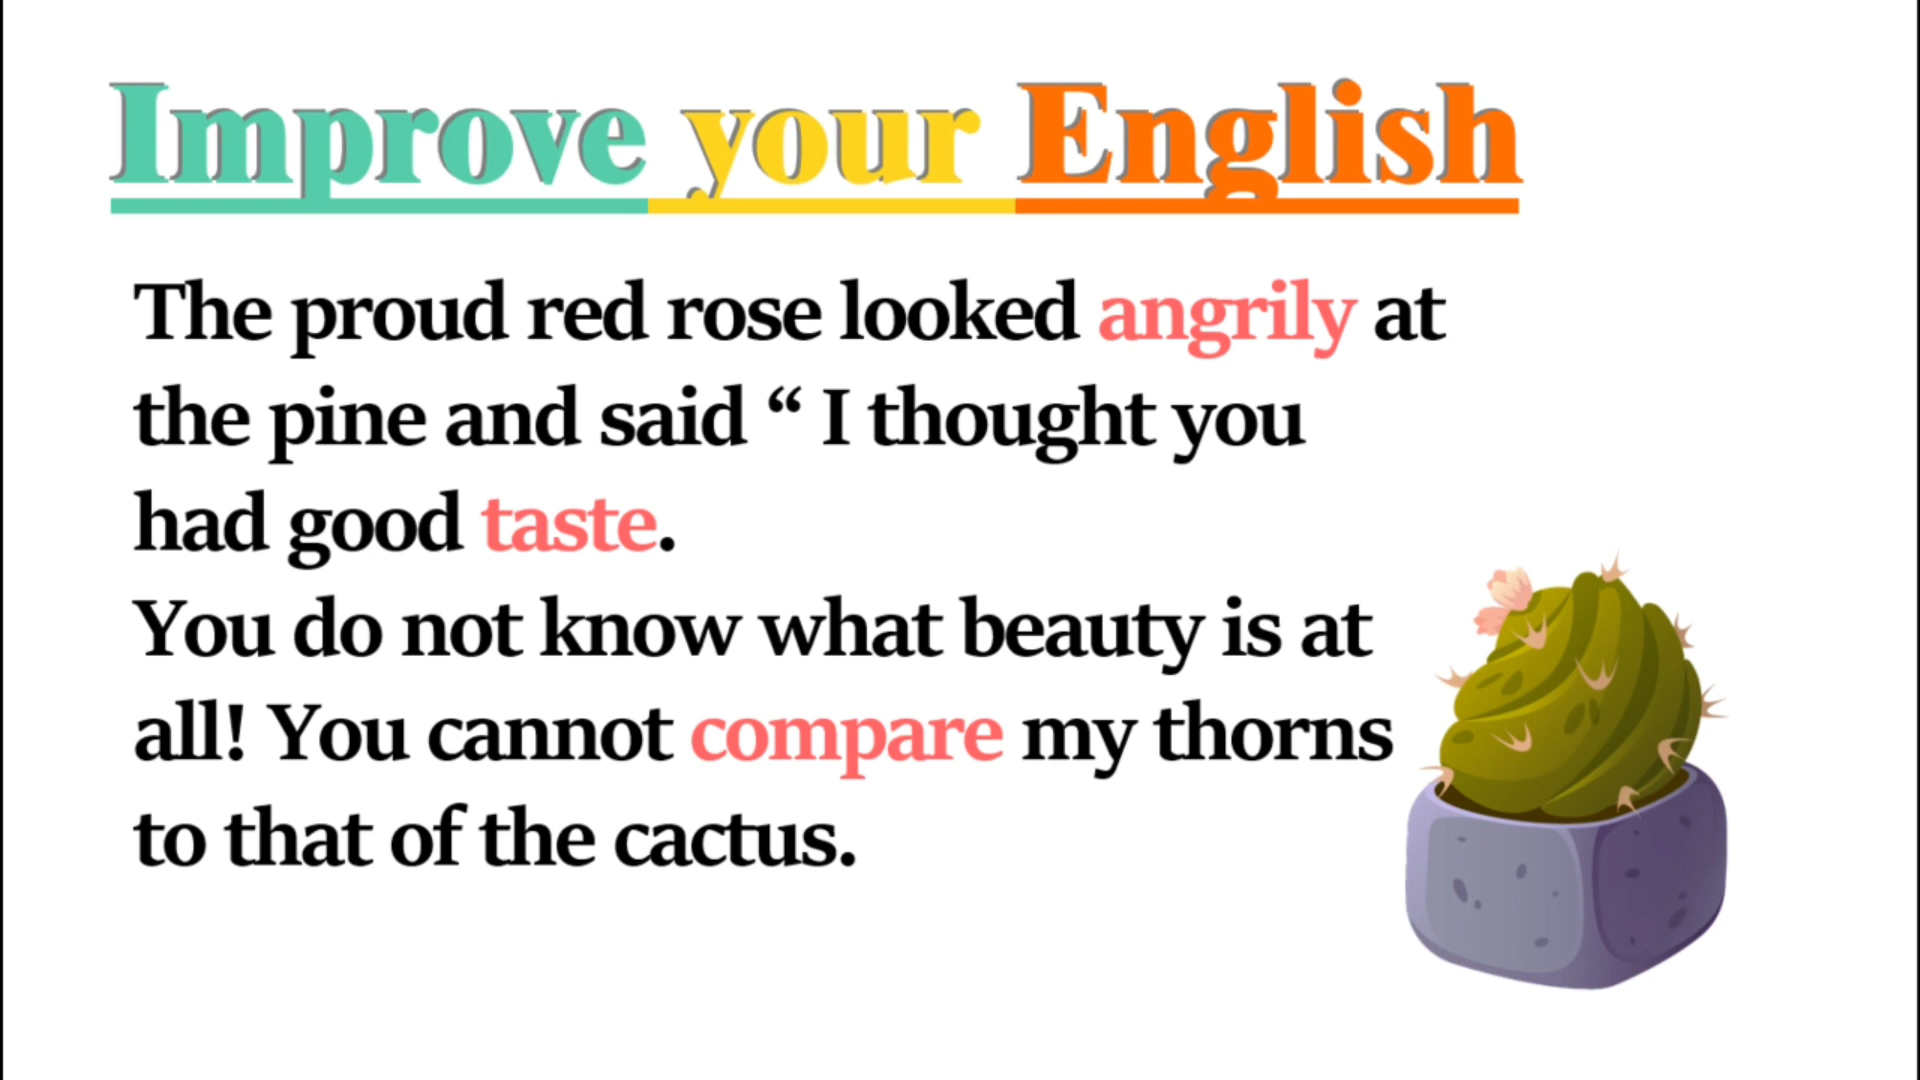 Improve your English
The proud red rose looked angrily at
the pine and said “ I thought you
had good taste.
You do not know what beauty is at
all! You cannot compare my thorns
to that of the cactus.